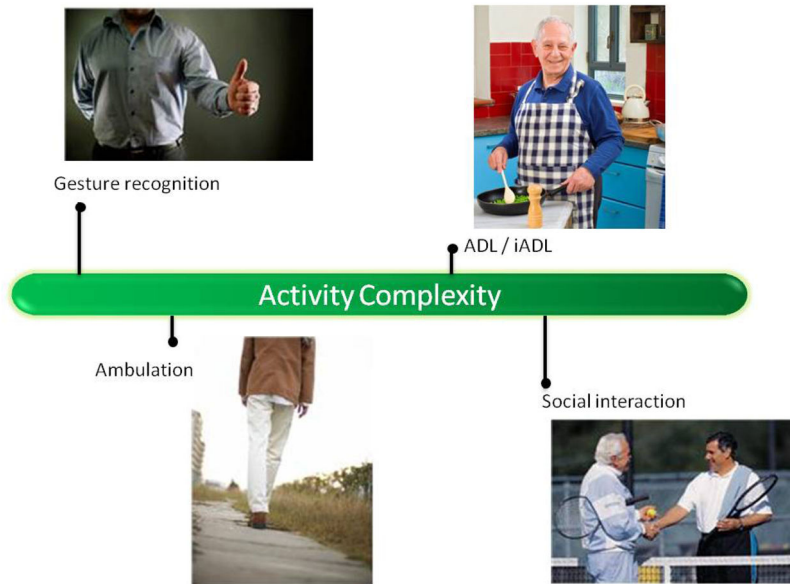 Gesture recognition
ADL / iADL
Activity Complexity
Ambulation
Social interaction